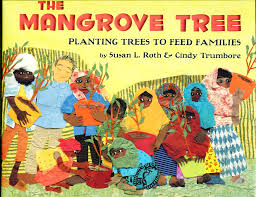 THE
MANGROVE TREE
PLANTING TREES TO FEED FAMILIES
by Susan L. Roth & Cindy Trumbore